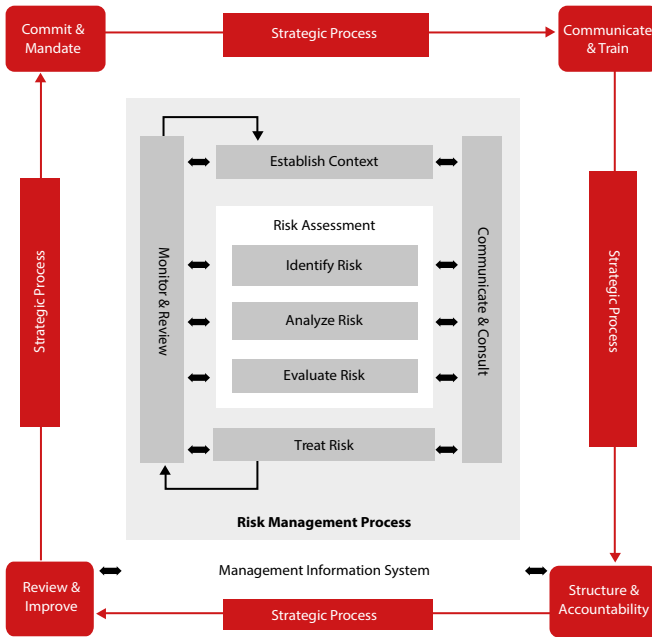 Commit &
Mandate
Strategic Process
Communicate
& Train
Establish Context
Risk Assessment
Identify Risk
Analyze Risk
Evaluate Risk
Treat Risk
Monitor & Review
Communicate & Consult
Strategic Process
Strategic Process
Risk Management Process
Management Information System
Review &
Improve
Strategic Process
Structure &
Accountability